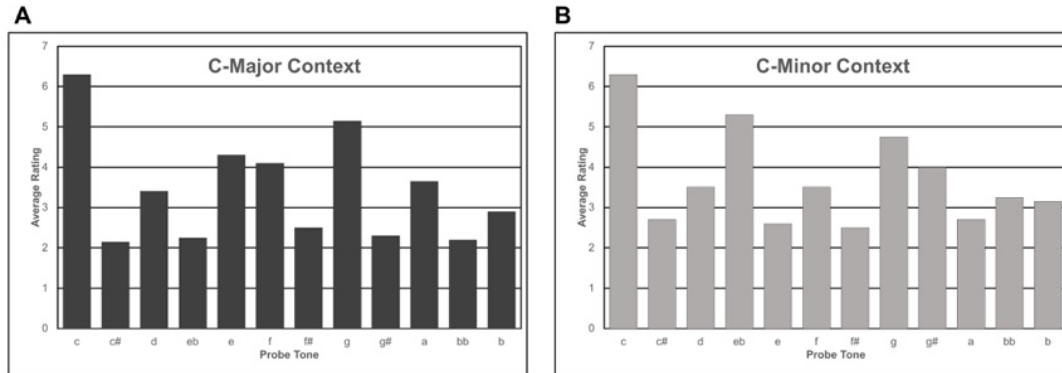 A
C-Major Context
Average Rating
7
6
5
4
3
2
1
0
c c# d eb e f f# g g# a bb b
Probe Tone
B
C-Minor Context
Average Rating
7
6
5
4
3
2
1
0
c c# d eb e f f# g g# a bb b
Probe Tone